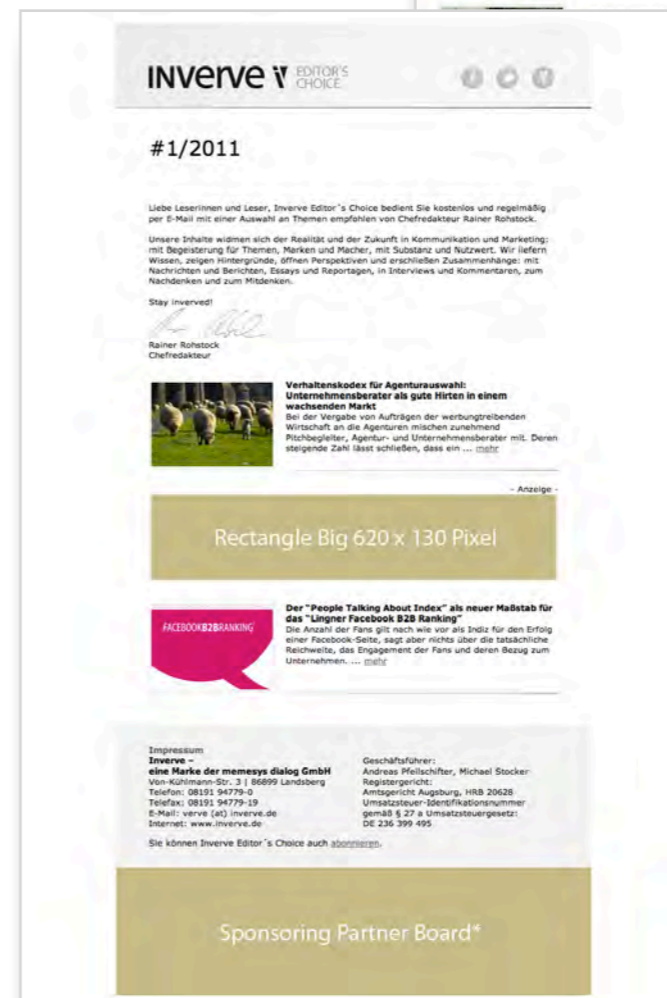 INVerve EDITOR'S
CHOICE
#1/2011
Liebe Leserinnen und Leser, Inverve Editor´s Choice bedient Sie kostenlos und regelmäßig
per E-Mail mit einer Auswahl an Themen empfohlen von Chefredakteur Rainer Rohstock.
Unsere Inhalte widmen sich der Realität und der Zukunft in Kommunikation und Marketing:
mit Begeisterung für Themen, Marken und Macher, mit Substanz und Nutzwert. Wir liefern
Wissen, zeigen Hintergründe, öffnen Perspektiven und erschließen Zusammenhänge: mit
Nachrichten und Berichten, Essays und Reportagen, in Interviews und Kommentaren, zum
Nachdenken und zum Mitdenken.
Stay inverved!
Rainer Rohstock
Chefredakteur
Verhaltenskodex für Agenturauswahl:
Unternehmensberater als gute Hirten in einem
wachsenden Markt
Bei der Vergabe von Aufträgen der werbungtreibenden
Wirtschaft an die Agenturen mischen zunehmend
Pitchbegleiter, Agentur- und Unternehmensberater mit. Deren
steigende Zahl lässt schließen, dass ein ... mehr
- Anzeige -
Rectangle Big 620 x 130 Pixel
FACEBOOKB2BRANKING
Der "People Talking About Index" als neuer Maßstab für
das "Lingner Facebook B2B Ranking"
Die Anzahl der Fans gilt nach wie vor als Indiz für den Erfolg
einer Facebook-Seite, sagt aber nichts über die tatsächliche
Reichweite, das Engagement der Fans und deren Bezug zum
Unternehmen. ... mehr
Impressum
Inverve –
eine Marke der memesys dialog GmbH
Von-Kühlmann-Str. 3 | 86899 Landsberg
Telefon: 08191 94779-0
Telefax: 08191 94779-19
E-Mail: verve (at) inverve.de
Internet: www.inverve.de
Geschäftsführer:
Andreas Pfeilschifter, Michael Stocker
Registergericht:
Amtsgericht Augsburg, HRB 20628
Umsatzsteuer-Identifikationsnummer
gemäß § 27 a Umsatzsteuergesetz:
DE 236 399 495
Sie können Inverve Editor´s Choice auch abonnieren.
Sponsoring Partner Board*